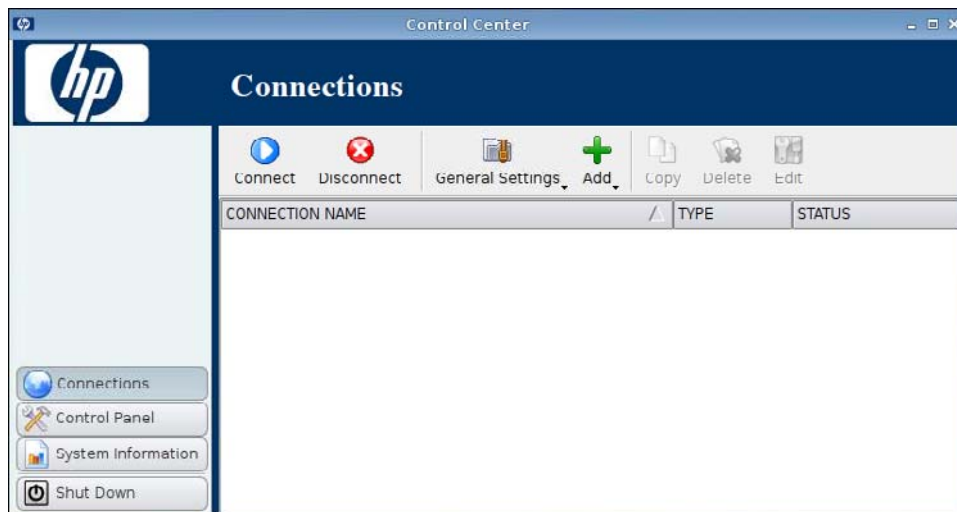 hp
Control Center
hp
Connections
Connect Disconnect General Settings Add Copy Delete Edit
CONNECTION NAME TYPE STATUS
Connections
Control Panel
System Information
Shut Down